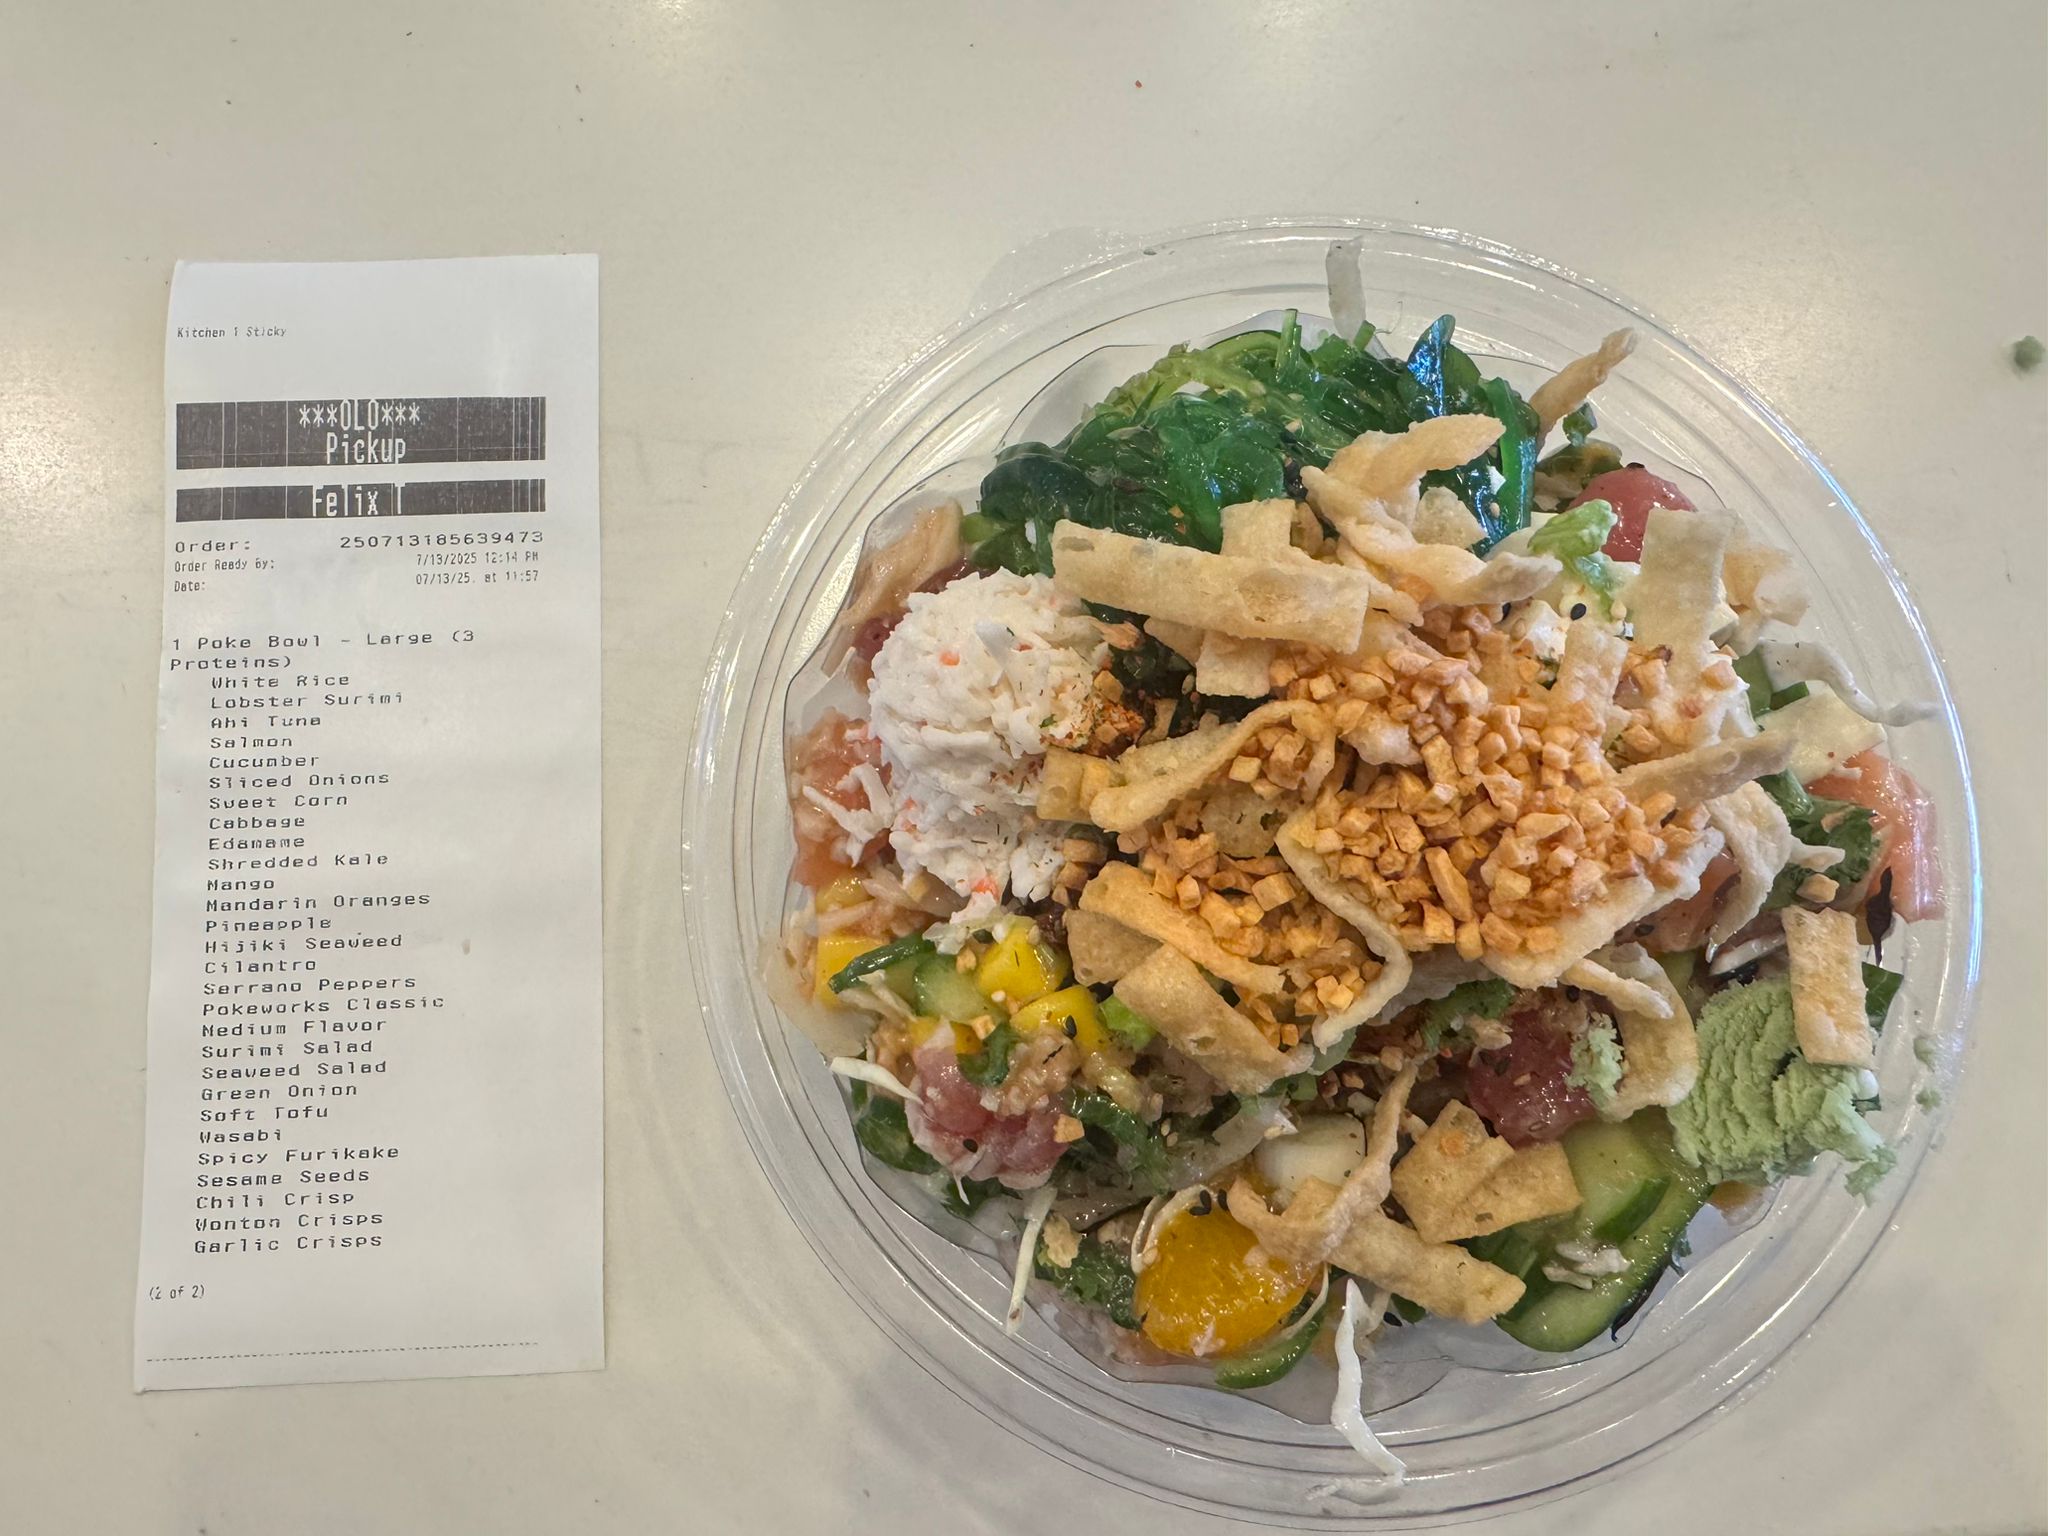 Kitchen 1 Sticky
***OLO***
Pickup
Felix T
Order: 250713185639473
Order Ready By: 7/13/2025 12:14 PM
Date: 07/13/25. at 11:57
1 Poke Bowl - Large (3
Proteins)
White Rice
Lobster Surimi
Ahi Tuna
Salmon
Cucumber
Sliced Onions
Sweet Corn
Cabbage
Edamame
Shredded Kale
Mango
Mandarin Oranges
Pineapple
Hijiki Seaweed
Cilantro
Serrano Peppers
Pokeworks Classic
Medium Flavor
Surimi Salad
Seaweed Salad
Green Onion
Soft Tofu
Wasabi
Spicy Furikake
Sesame Seeds
Chili Crisp
Wonton Crisps
Garlic Crisps
(2 of 2)